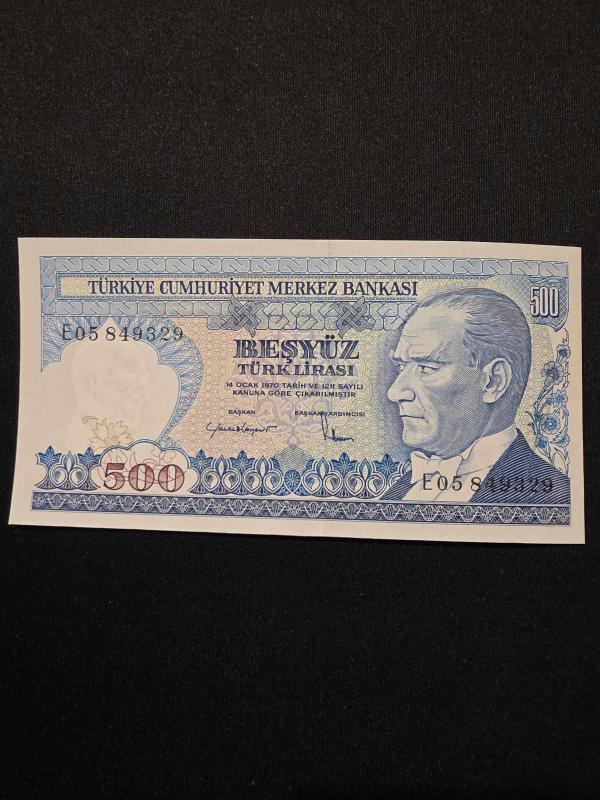 TÜRKİYE CUMHURİYET MERKEZ BANKASI
500
E05 849329
BEŞYÜZ
TÜRK LİRASI
14 OCAK 1970 TARİH VE 1211 SAYILI
KANUNA GÖRE ÇIKARILMIŞTIR
BAŞKAN BAŞKAN YARDIMCISI
500
E05 849329